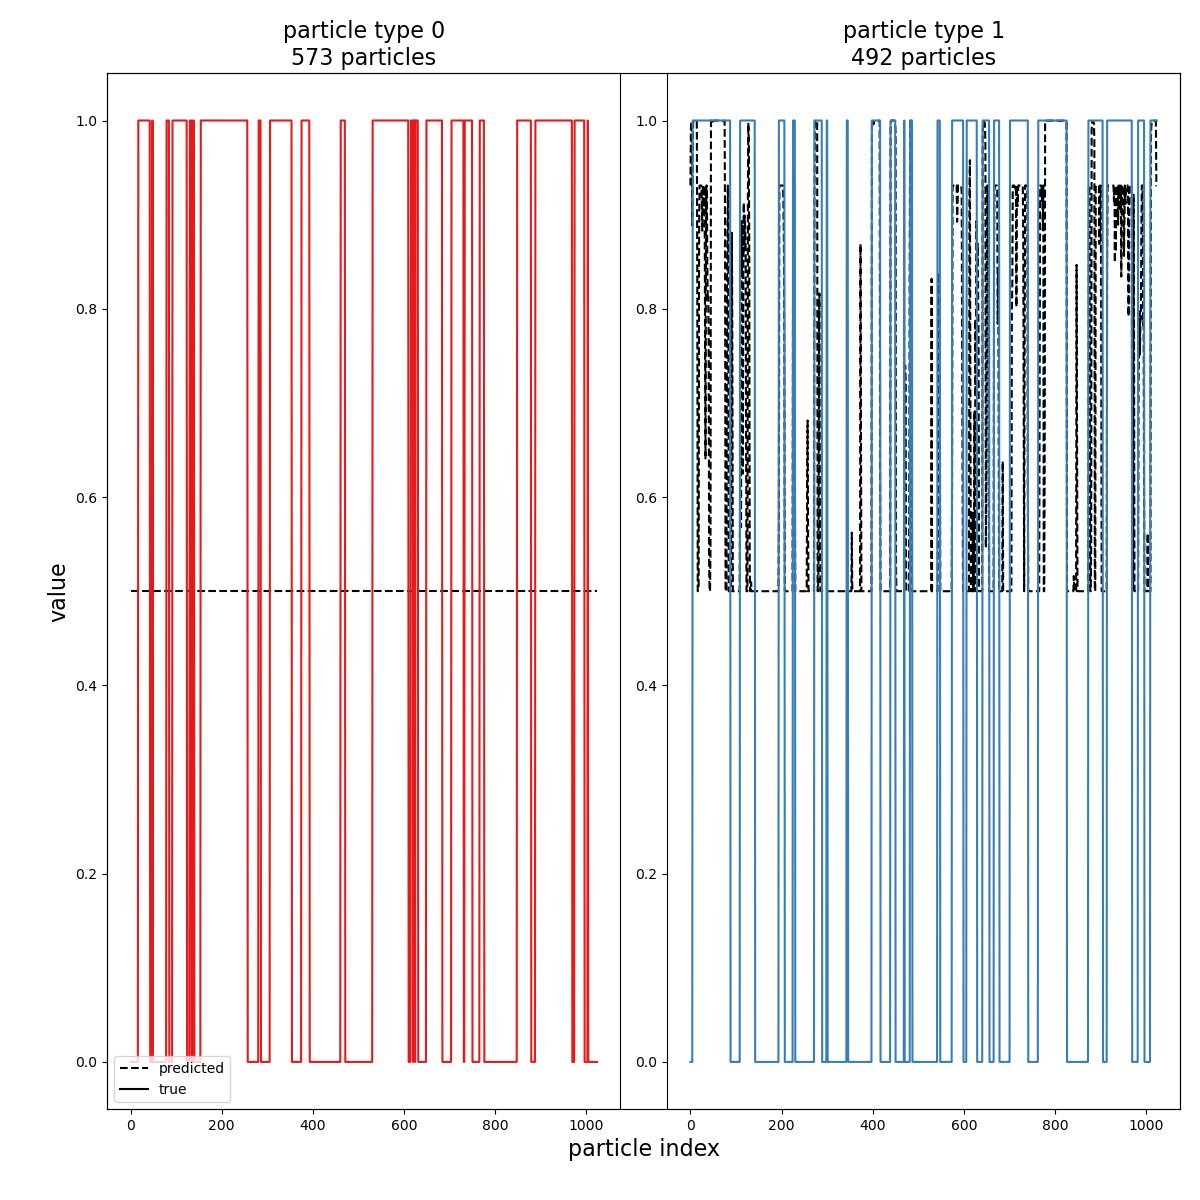 particle type 0
573 particles
particle type 1
492 particles
value
1.0
0.8
0.6
0.4
0.2
0.0
1.0
0.8
0.6
0.4
0.2
0.0
predicted
true
0 200 400 600 800 1000
0 200 400 600 800 1000
particle index